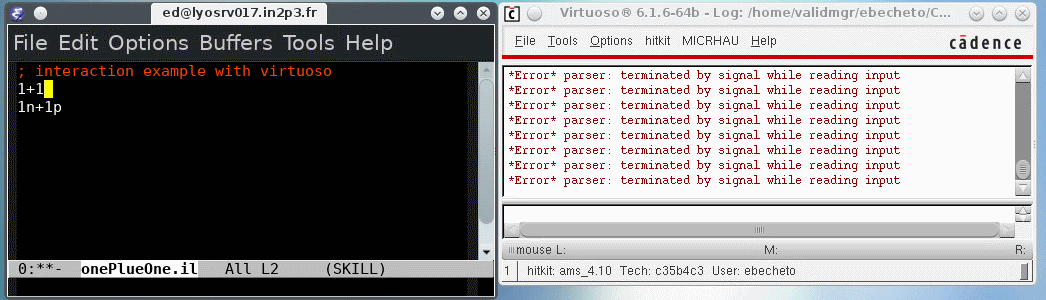 ed@lyosrv017.in2p3.fr
File Edit Options Buffers Tools Help
; interaction example with virtuoso
1+1
1n+1p
0:**- onePlueOne.il All L2 (SKILL)
Virtuoso® 6.1.6-64b - Log: /home/validmgr/ebecheto/C...
File Tools Options hitkit MICRHAU Help
cādence
*Error* parser: terminated by signal while reading input
*Error* parser: terminated by signal while reading input
*Error* parser: terminated by signal while reading input
*Error* parser: terminated by signal while reading input
*Error* parser: terminated by signal while reading input
*Error* parser: terminated by signal while reading input
*Error* parser: terminated by signal while reading input
*Error* parser: terminated by signal while reading input
mouse L: M: R:
1 hitkit: ams_4.10 Tech: c35b4c3 User: ebecheto